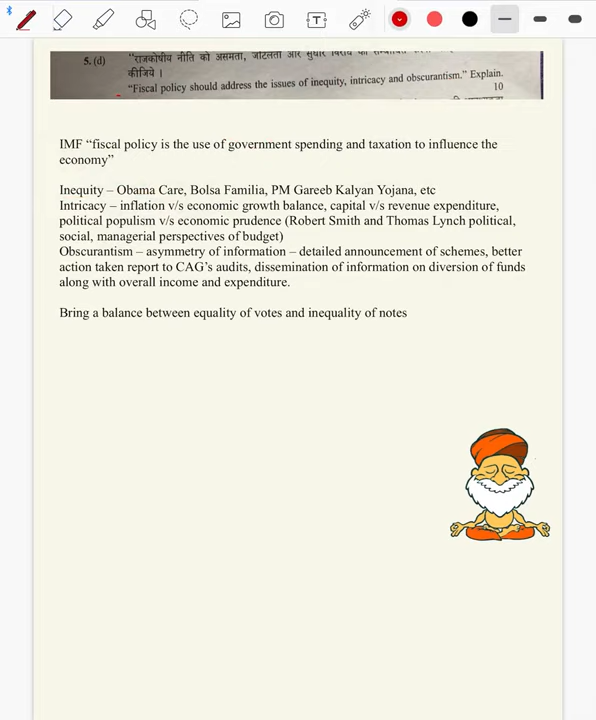 5. (d) "राजकोषीय नीति को असमता, जटिलता और सुधार विरोध
कीजिये ।
"Fiscal policy should address the issues of inequity, intricacy and obscurantism." Explain.
10
IMF “fiscal policy is the use of government spending and taxation to influence the
economy”
Inequity – Obama Care, Bolsa Familia, PM Gareeb Kalyan Yojana, etc
Intricacy – inflation v/s economic growth balance, capital v/s revenue expenditure,
political populism v/s economic prudence (Robert Smith and Thomas Lynch political,
social, managerial perspectives of budget)
Obscurantism – asymmetry of information – detailed announcement of schemes, better
action taken report to CAG’s audits, dissemination of information on diversion of funds
along with overall income and expenditure.
Bring a balance between equality of votes and inequality of notes